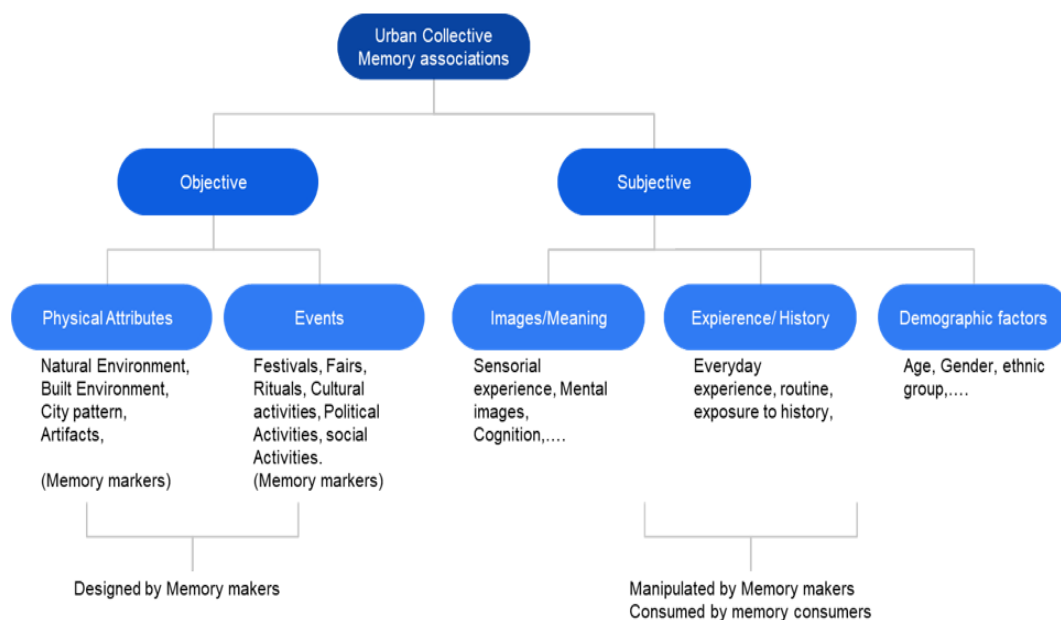 Urban Collective
Memory associations
Objective
Subjective
Physical Attributes
Events
Images/Meaning
Expierence/ History
Demographic factors
Natural Environment,
Built Environment,
City pattern,
Artifacts,
(Memory markers)
Festivals, Fairs,
Rituals, Cultural
activities, Political
Activities, social
Activities.
(Memory markers)
Sensorial
experience, Mental
images,
Cognition,....
Everyday
experience, routine,
exposure to history,
Age, Gender, ethnic
group,....
Designed by Memory makers
Manipulated by Memory makers
Consumed by memory consumers